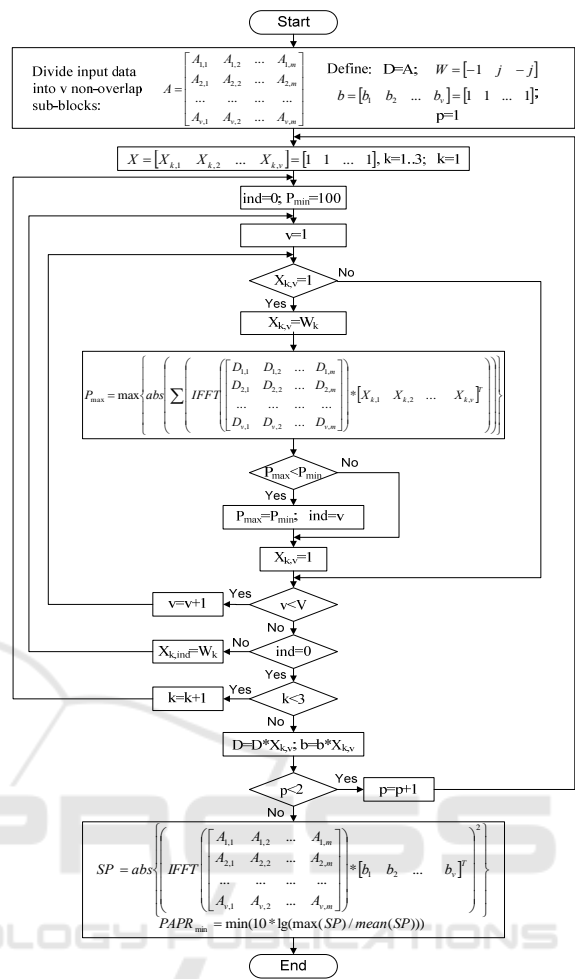 Start
Divide input data
into v non-overlap
sub-blocks:
A = [A1,1 A1,2 ... A1,m
A2,1 A2,2 ... A2,m
... ... ... ...
Av,1 Av,2 ... Av,m]
Define: D=A; W = [−1 j − j]
b = [b1 b2 ... bv] = [1 1 ... 1];
p=1
X = [Xk,1 Xk,2 ... Xk,v] = [1 1 ... 1], k=1..3; k=1
ind=0; Pmin=100
v=1
Xk,v=1
No
Yes
Xk,v=Wk
Pmax = max{abs(∑(IFFT([D1,1 D1,2 ... D1,m
D2,1 D2,2 ... D2,m
... ... ... ...
Dv,1 Dv,2 ... Dv,m])*[Xk,1 Xk,2 ... Xk,v]T))}
Pmax<Pmin
No
Yes
Pmax=Pmin; ind=v
Xk,v=1
v<V
Yes
v=v+1
No
ind=0
No
Xk,ind=Wk
Yes
k<3
Yes
k=k+1
No
D=D*Xk,v; b=b*Xk,v
p<2
Yes
p=p+1
No
SP = abs{(IFFT([A1,1 A1,2 ... A1,m
A2,1 A2,2 ... A2,m
... ... ... ...
Av,1 Av,2 ... Av,m])*[b1 b2 ... bv]T)2}
PAPRmin = min(10*lg(max(SP)/mean(SP)))
End
PRESS
OLOGY PUBLICATIONS